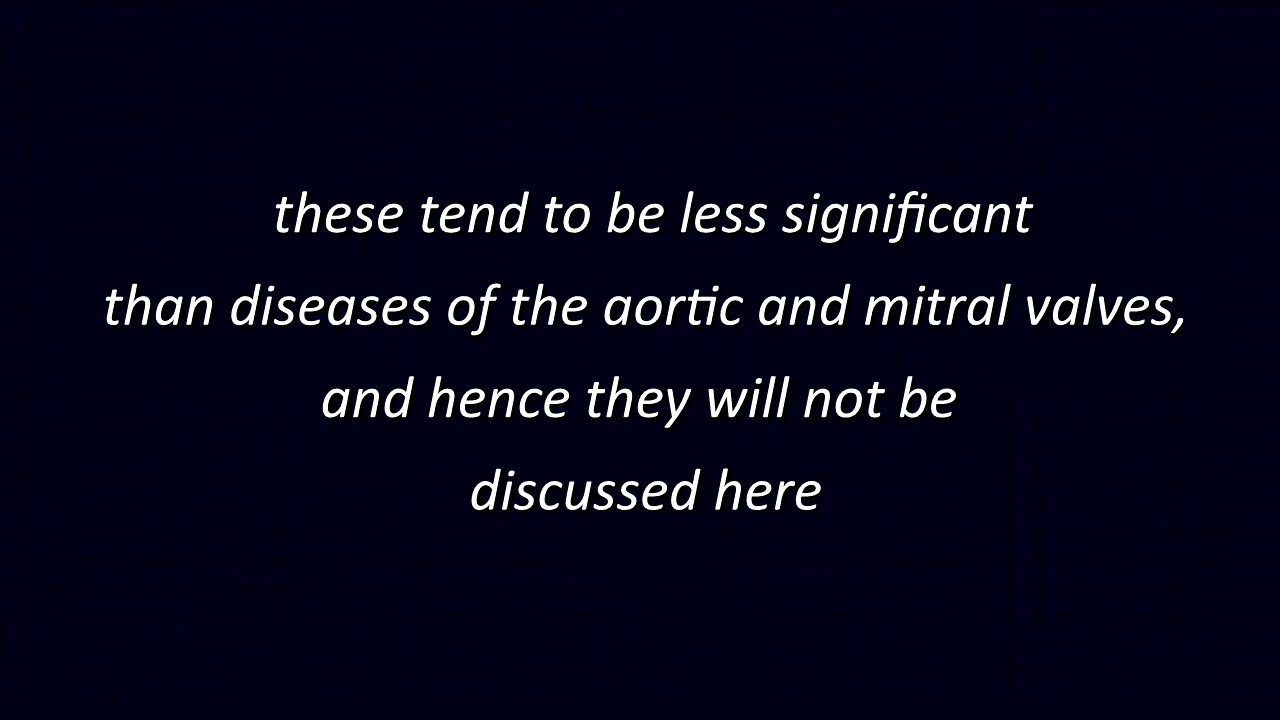 these tend to be less significant
than diseases of the aortic and mitral valves,
and hence they will not be
discussed here